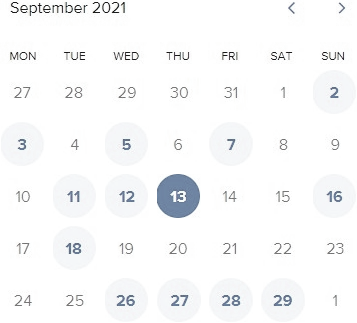 September 2021
MON TUE WED THU FRI SAT SUN
27 28 29 30 31 1 2
3 4 5 6 7 8 9
10 11 12 13 14 15 16
17 18 19 20 21 22 23
24 25 26 27 28 29 1